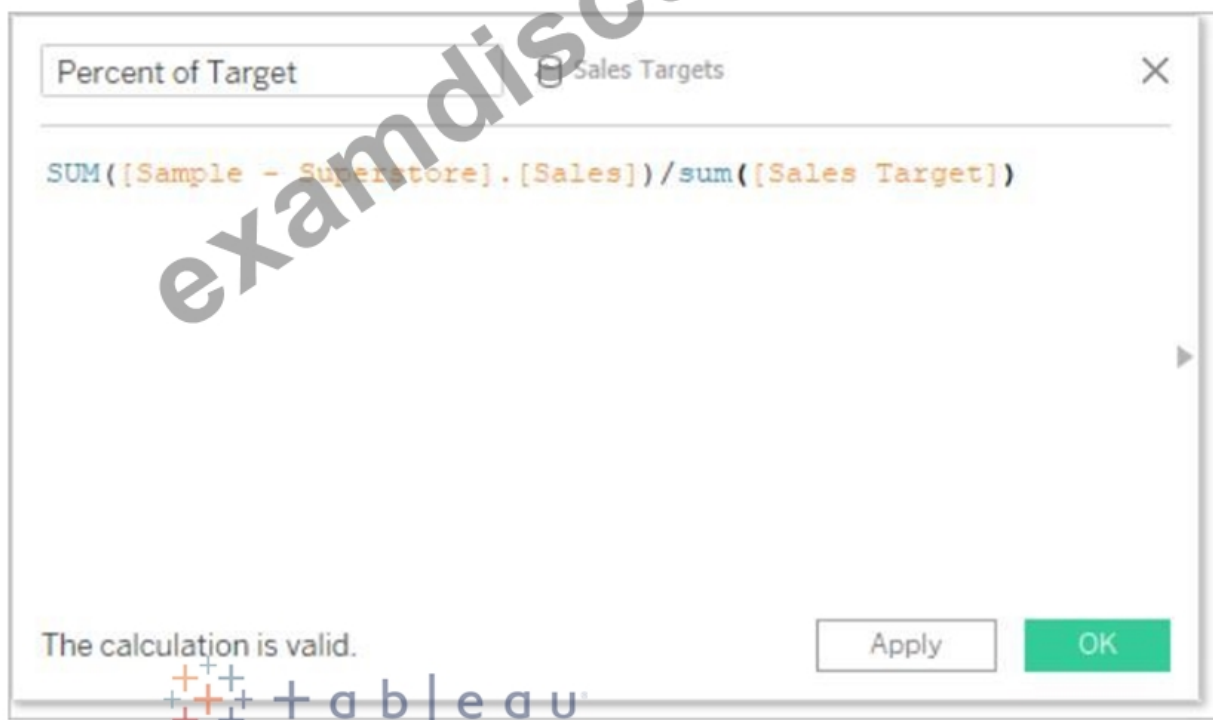 Percent of Target
Sales Targets
SUM([Sample - Superstore].[Sales])/sum([Sales Target])
The calculation is valid.
Apply
OK
examdisc
+ableau